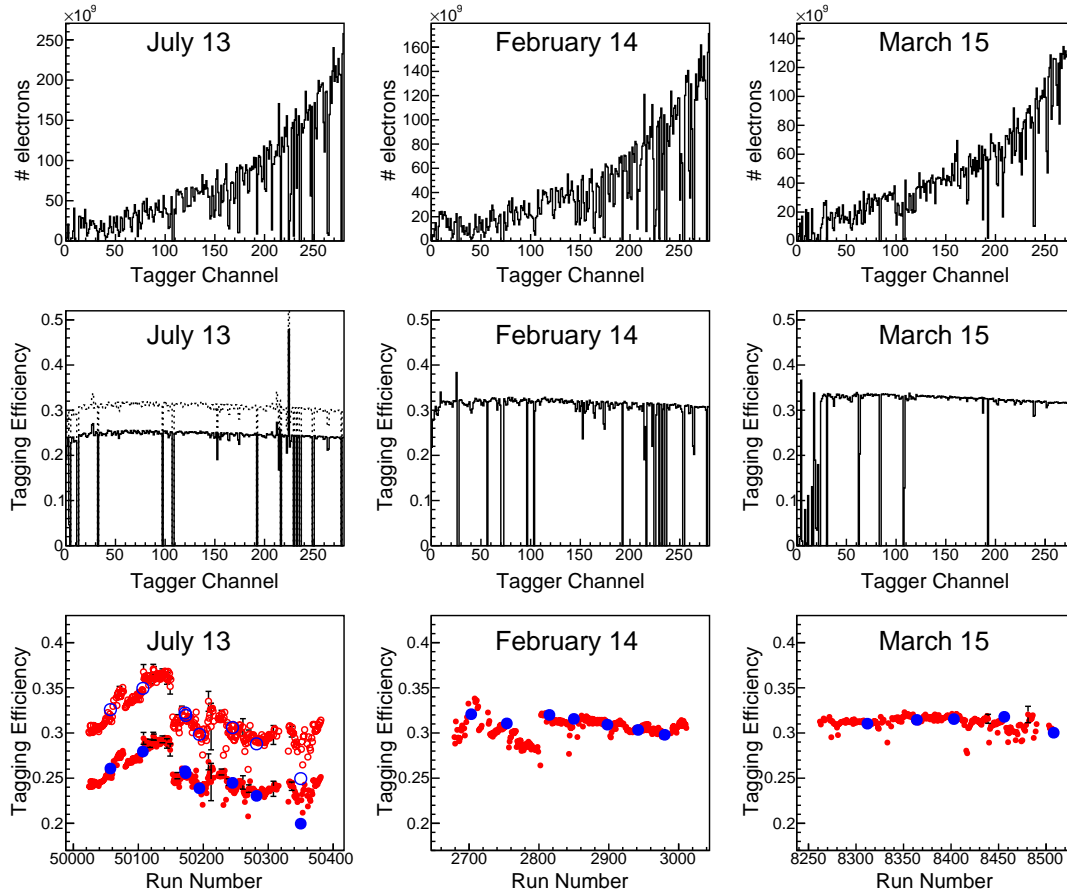 ×10⁹ ×10⁹ ×10⁹
July 13 February 14 March 15
# electrons
250
200
150
100
50
0
0 50 100 150 200 250
Tagger Channel
# electrons
160
140
120
100
80
60
40
20
0
0 50 100 150 200 250
Tagger Channel
# electrons
140
120
100
80
60
40
20
0
0 50 100 150 200 250
Tagger Channel
July 13
Tagging Efficiency
0.5
0.4
0.3
0.2
0.1
0
0 50 100 150 200 250
Tagger Channel
February 14
Tagging Efficiency
0.5
0.4
0.3
0.2
0.1
0
0 50 100 150 200 250
Tagger Channel
March 15
Tagging Efficiency
0.5
0.4
0.3
0.2
0.1
0
0 50 100 150 200 250
Tagger Channel
July 13
Tagging Efficiency
0.4
0.35
0.3
0.25
0.2
50000 50100 50200 50300 50400
Run Number
February 14
Tagging Efficiency
0.4
0.35
0.3
0.25
0.2
2700 2800 2900 3000
Run Number
March 15
Tagging Efficiency
0.4
0.35
0.3
0.25
0.2
8250 8300 8350 8400 8450 8500
Run Number